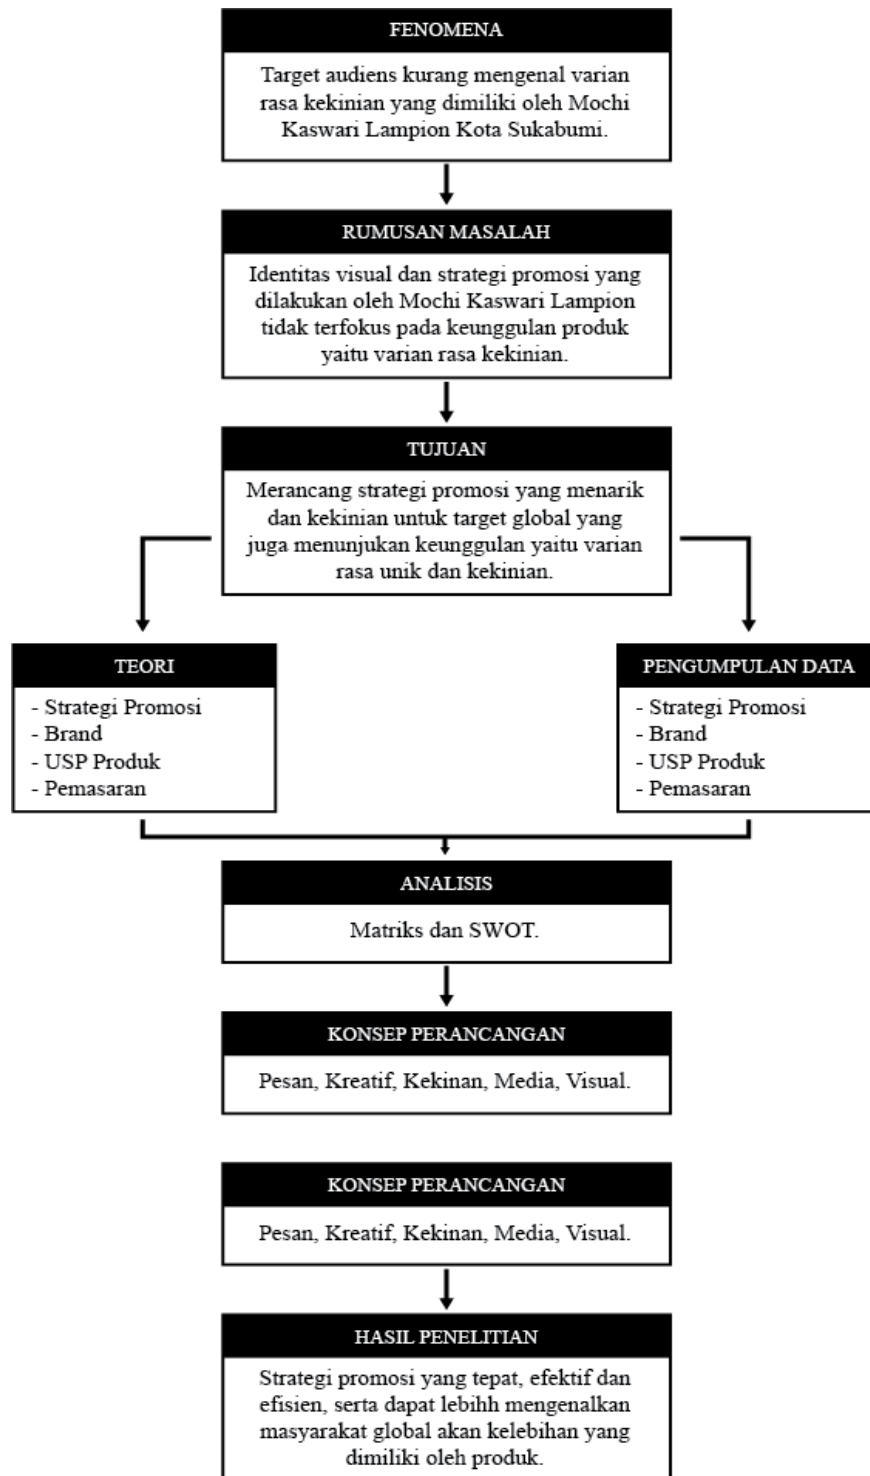 FENOMENA
Target audiens kurang mengenal varian
rasa kekinian yang dimiliki oleh Mochi
Kaswari Lampion Kota Sukabumi.
RUMUSAN MASALAH
Identitas visual dan strategi promosi yang
dilakukan oleh Mochi Kaswari Lampion
tidak terfokus pada keunggulan produk
yaitu varian rasa kekinian.
TUJUAN
Merancang strategi promosi yang menarik
dan kekinian untuk target global yang
juga menunjukan keunggulan yaitu varian
rasa unik dan kekinian.
TEORI
- Strategi Promosi
- Brand
- USP Produk
- Pemasaran
PENGUMPULAN DATA
- Strategi Promosi
- Brand
- USP Produk
- Pemasaran
ANALISIS
Matriks dan SWOT.
KONSEP PERANCANGAN
Pesan, Kreatif, Kekinan, Media, Visual.
KONSEP PERANCANGAN
Pesan, Kreatif, Kekinan, Media, Visual.
HASIL PENELITIAN
Strategi promosi yang tepat, efektif dan
efisien, serta dapat lebihh mengenalkan
masyarakat global akan kelebihan yang
dimiliki oleh produk.